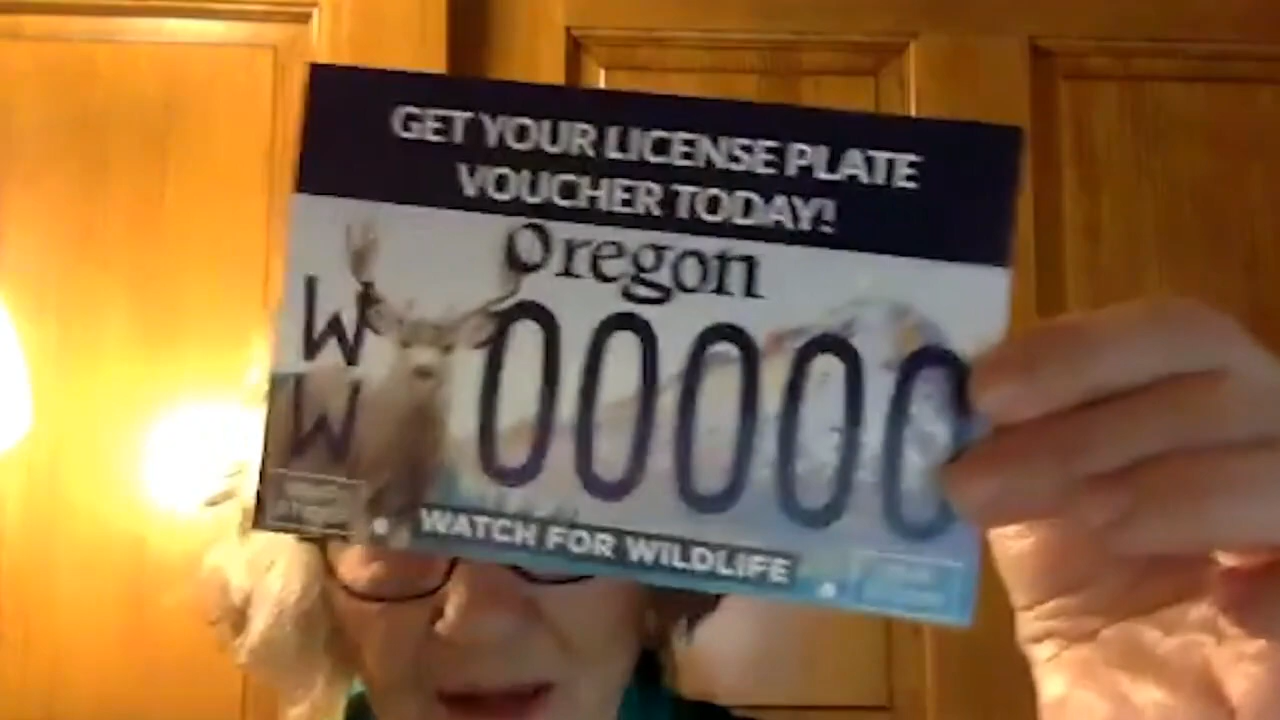 GET YOUR LICENSE PLATE
VOUCHER TODAY!
Oregon
W
W
00000
WATCH FOR WILDLIFE